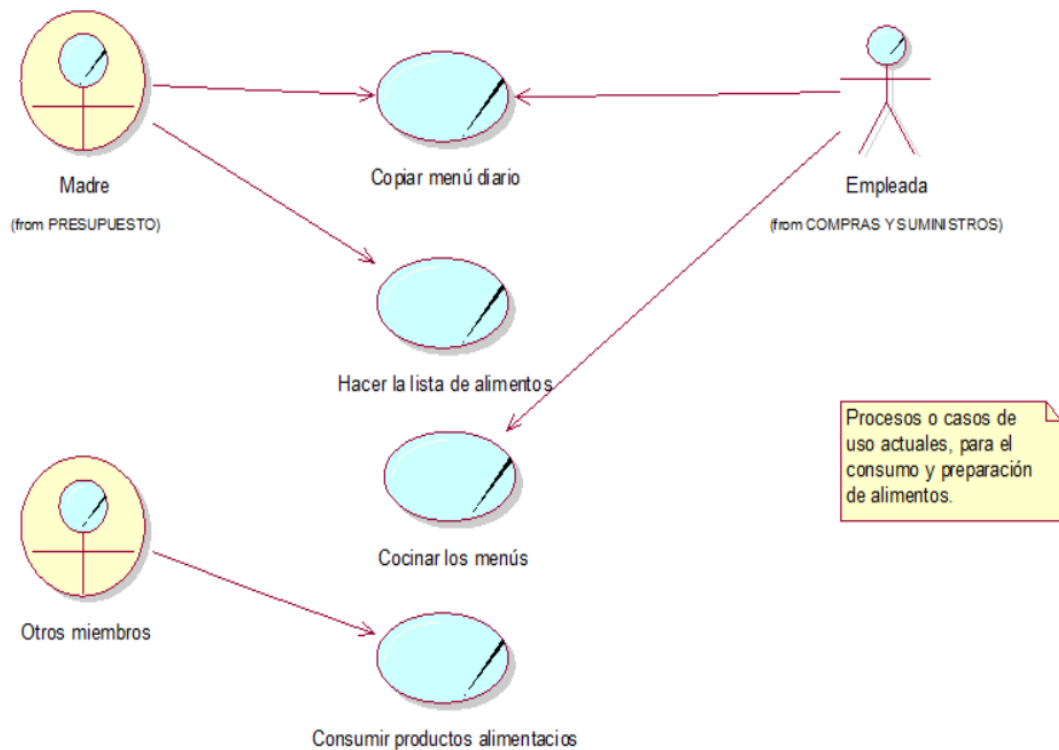 Copiar menú diario
Madre
Empleada
(from PRESUPUESTO)
(from COMPRAS Y SUMINISTROS)
Hacer la lista de alimentos
Procesos o casos de
uso actuales, para el
consumo y preparación
de alimentos.
Cocinar los menús
Otros miembros
Consumir productos alimentacios